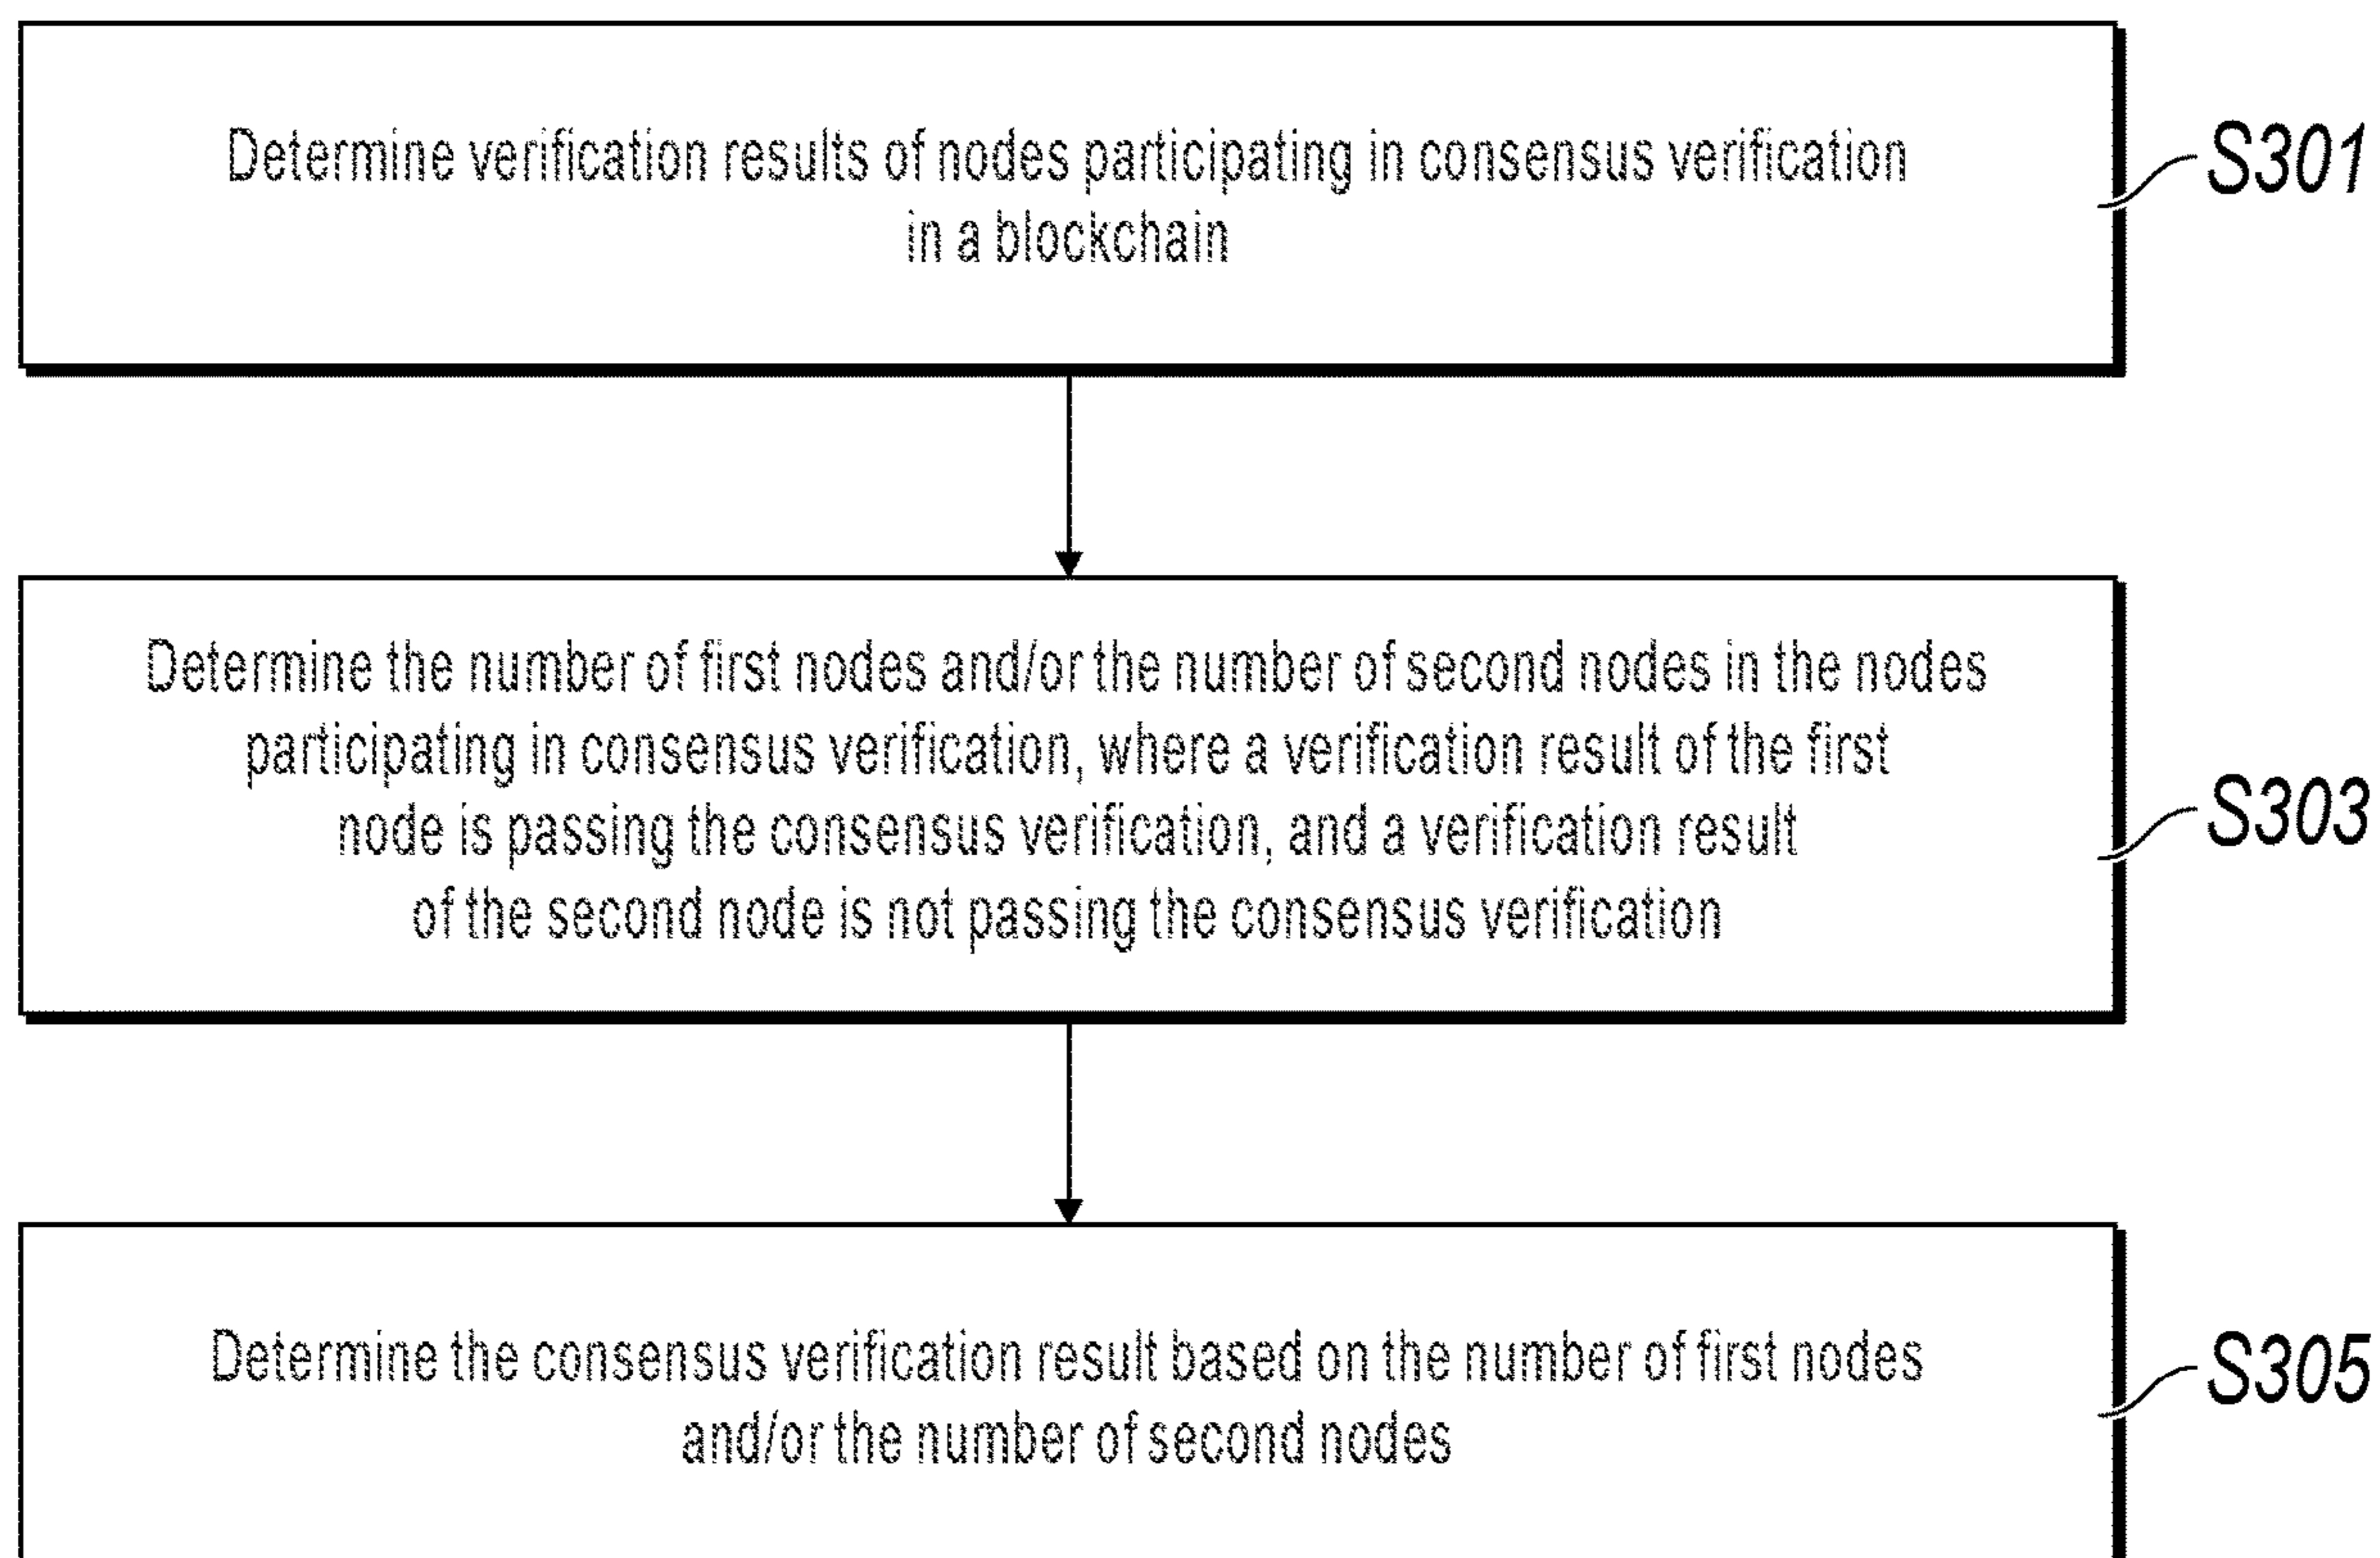 Determine verification results of nodes participating in consensus verification
in a blockchain
S301
Determine the number of first nodes and/or the number of second nodes in the nodes
participating in consensus verification, where a verification result of the first
node is passing the consensus verification, and a verification result
of the second node is not passing the consensus verification
S303
Determine the consensus verification result based on the number of first nodes
and/or the number of second nodes
S305